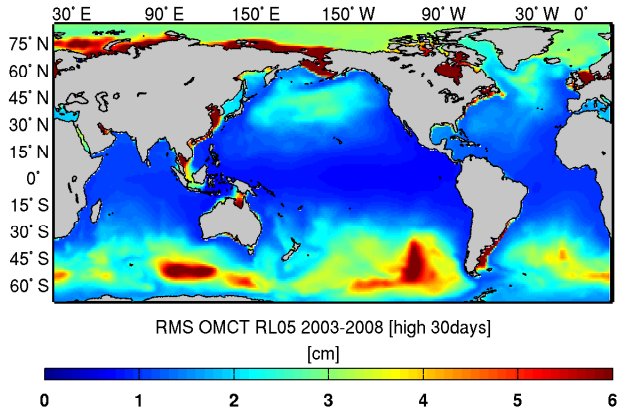 30° E 90° E 150° E 150° W 90° W 30° W 0°
75° N
60° N
45° N
30° N
15° N
0°
15° S
30° S
45° S
60° S
RMS OMCT RL05 2003-2008 [high 30days]
[cm]
0 1 2 3 4 5 6